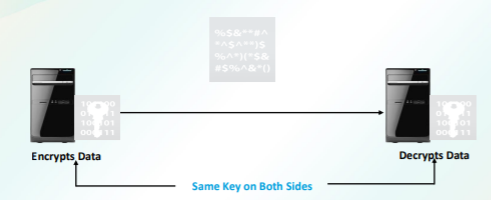 %$&**#^
*^$^**)$
%^*)(*$&
#$%^&*()
Encrypts Data
Decrypts Data
Same Key on Both Sides